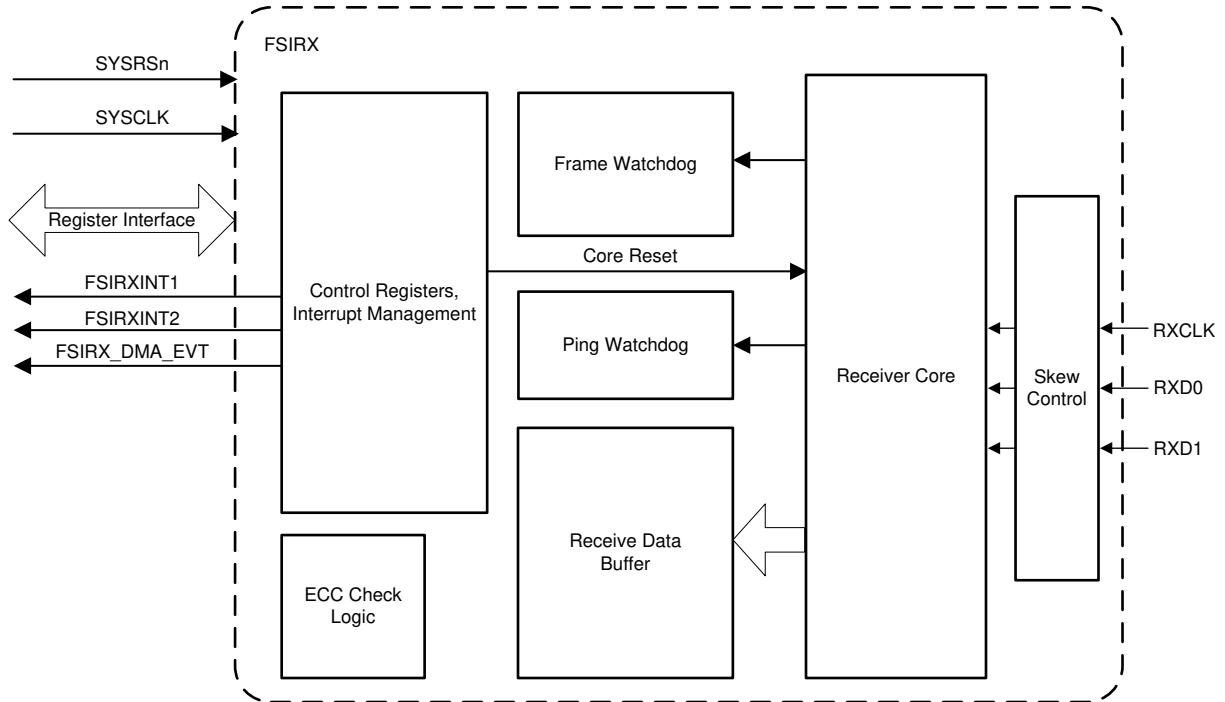 FSIRX
SYSRSn
SYSCLK
Register Interface
FSIRXINT1
FSIRXINT2
FSIRX_DMA_EVT
Control Registers,
Interrupt Management
ECC Check
Logic
Frame Watchdog
Core Reset
Ping Watchdog
Receive Data
Buffer
Receiver Core
Skew
Control
RXCLK
RXD0
RXD1